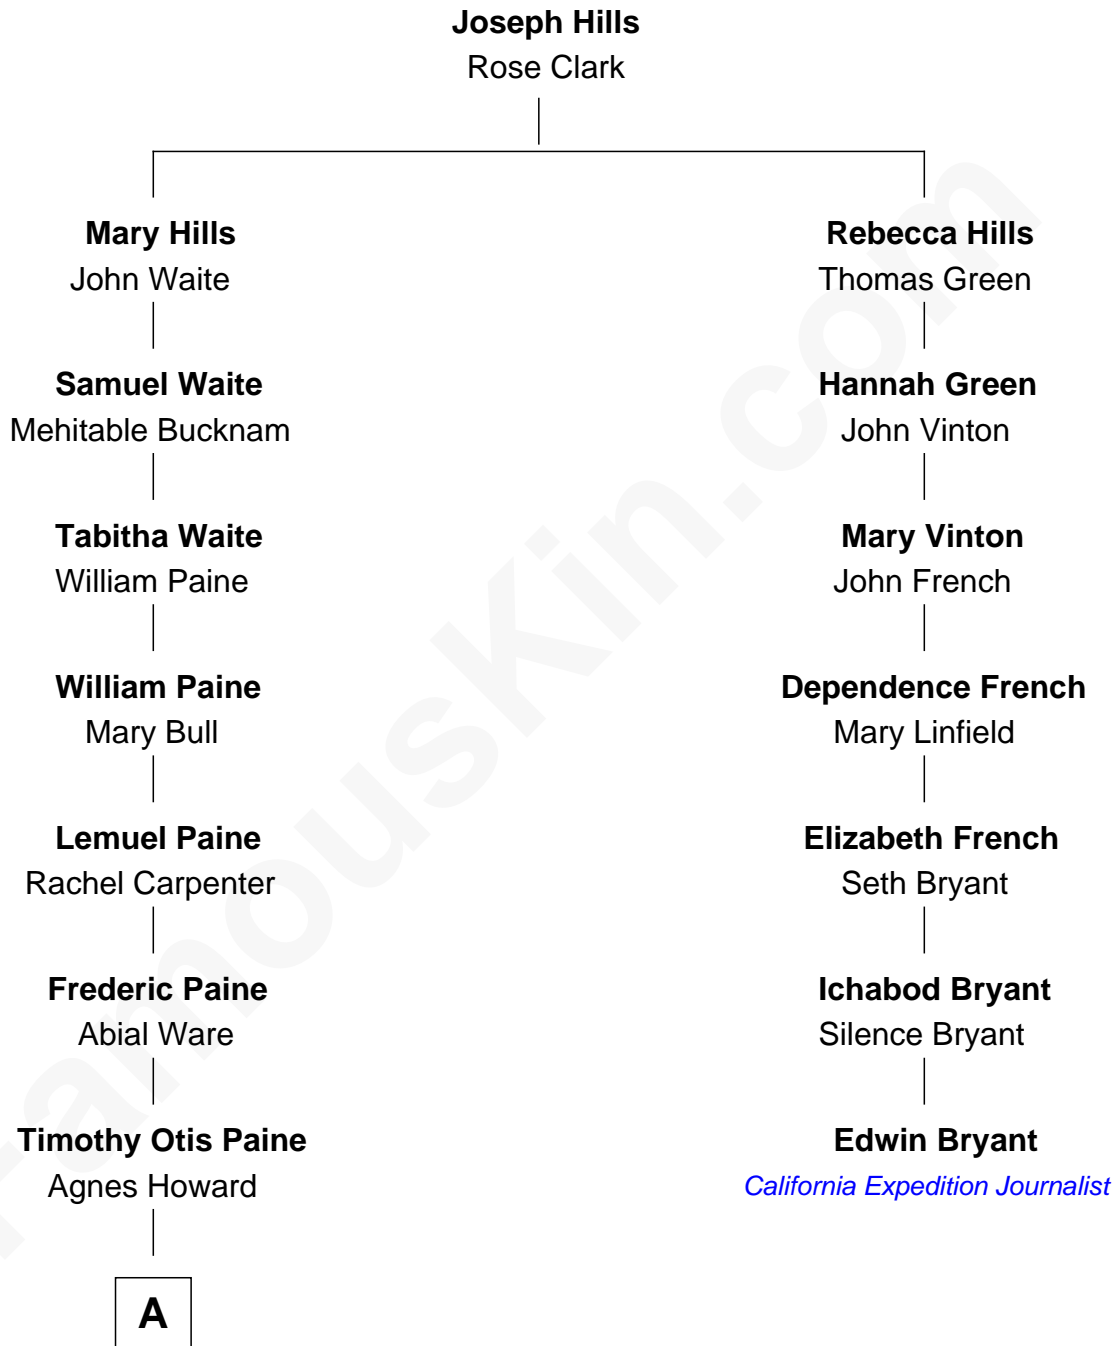 Joseph Hills
Rose Clark
Mary Hills
John Waite
Rebecca Hills
Thomas Green
Samuel Waite
Mehitable Bucknam
Hannah Green
John Vinton
Tabitha Waite
William Paine
Mary Vinton
John French
William Paine
Mary Bull
Dependence French
Mary Linfield
Lemuel Paine
Rachel Carpenter
Elizabeth French
Seth Bryant
Frederic Paine
Abial Ware
Ichabod Bryant
Silence Bryant
Timothy Otis Paine
Agnes Howard
Edwin Bryant
California Expedition Journalist
A
FamousKin.com